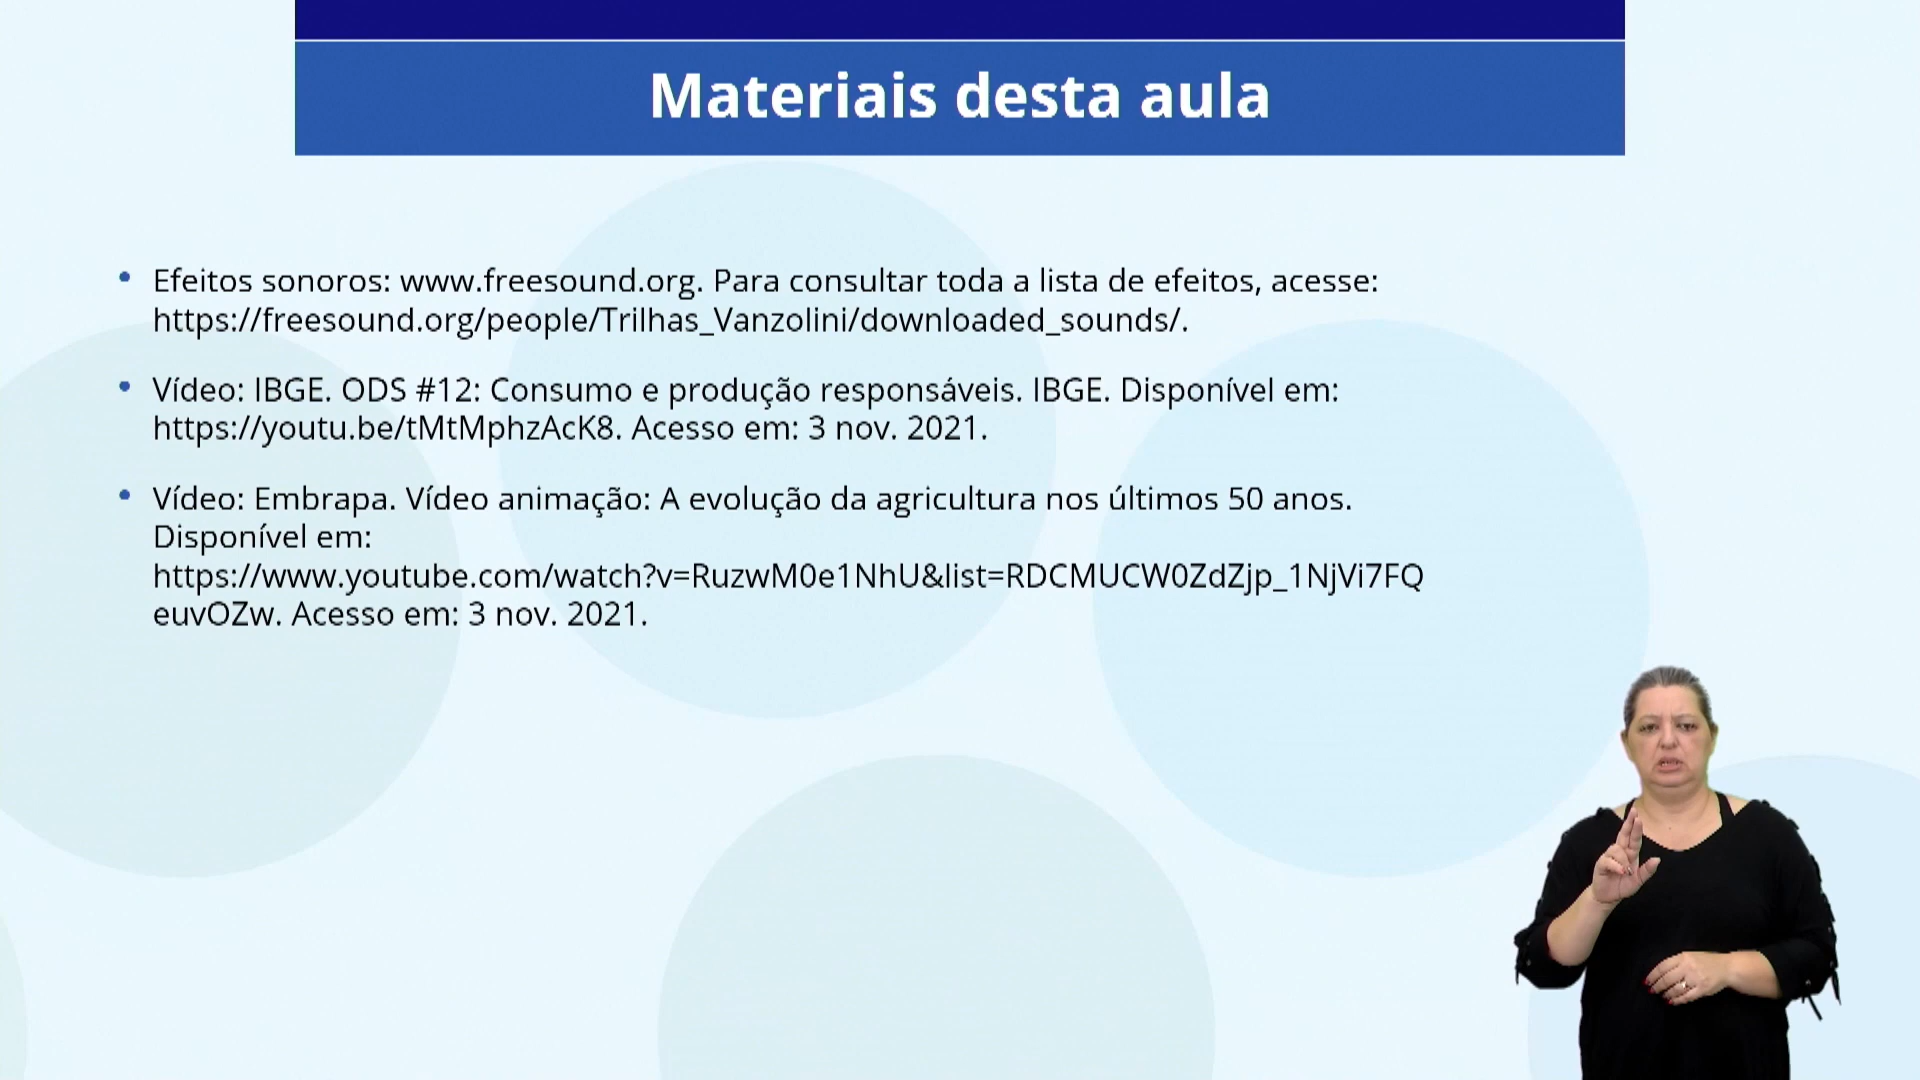 Materiais desta aula
• Efeitos sonoros: www.freesound.org. Para consultar toda a lista de efeitos, acesse:
https://freesound.org/people/Trilhas_Vanzolini/downloaded_sounds/.
• Vídeo: IBGE. ODS #12: Consumo e produção responsáveis. IBGE. Disponível em:
https://youtu.be/tMtMphzAcK8. Acesso em: 3 nov. 2021.
• Vídeo: Embrapa. Vídeo animação: A evolução da agricultura nos últimos 50 anos.
Disponível em:
https://www.youtube.com/watch?v=RuzwM0e1NhU&list=RDCMUCW0ZdZjp_1NjVi7FQ
euvOZw. Acesso em: 3 nov. 2021.